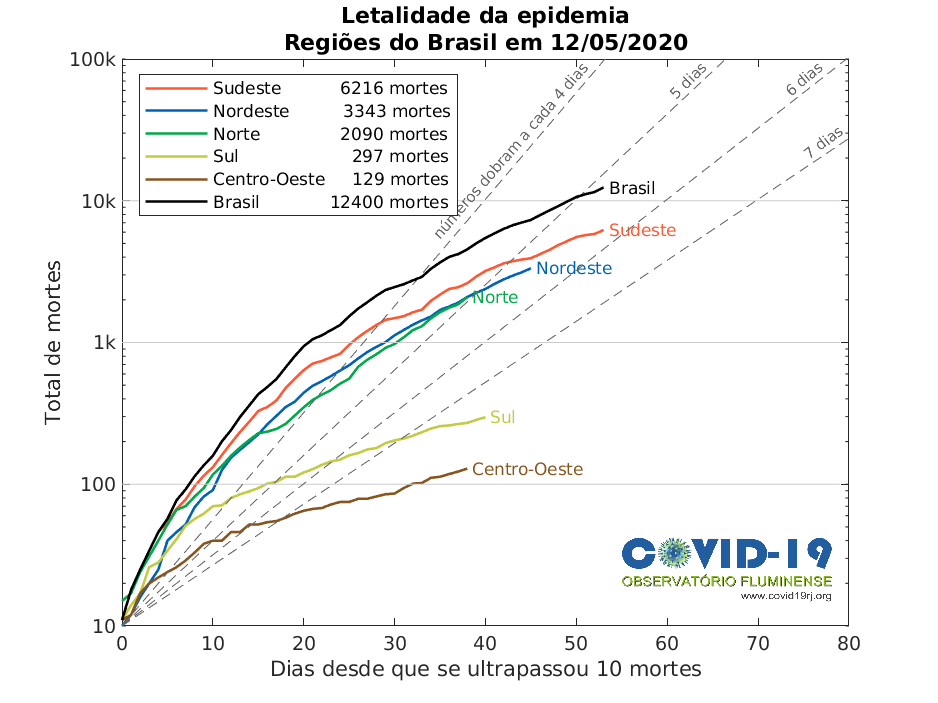 Letalidade da epidemia
Regiões do Brasil em 12/05/2020
100k
10k
1k
100
10
Total de mortes
Sudeste 6216 mortes
Nordeste 3343 mortes
Norte 2090 mortes
Sul 297 mortes
Centro-Oeste 129 mortes
Brasil 12400 mortes
números dobram a cada 4 dias
5 dias
6 dias
7 dias
Brasil
Sudeste
Nordeste
Norte
Sul
Centro-Oeste
COVID-19
OBSERVATÓRIO FLUMINENSE
www.covid19rj.org
0 10 20 30 40 50 60 70 80
Dias desde que se ultrapassou 10 mortes